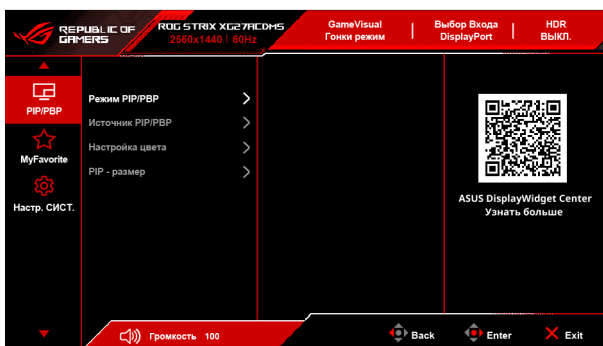 REPUBLIC OF
GAMERS
ROG STRIX XG27ACDMS
2560x1440 | 60Hz
GameVisual
Гонки режим
Выбор Входа
DisplayPort
HDR
ВЫКЛ.
PIP/PBP
MyFavorite
Настр. СИСТ.
Режим PIP/PBP
Источник PIP/PBP
Настройка цвета
PIP - размер
ASUS DisplayWidget Center
Узнать больше
Громкость 100
Back
Enter
Exit